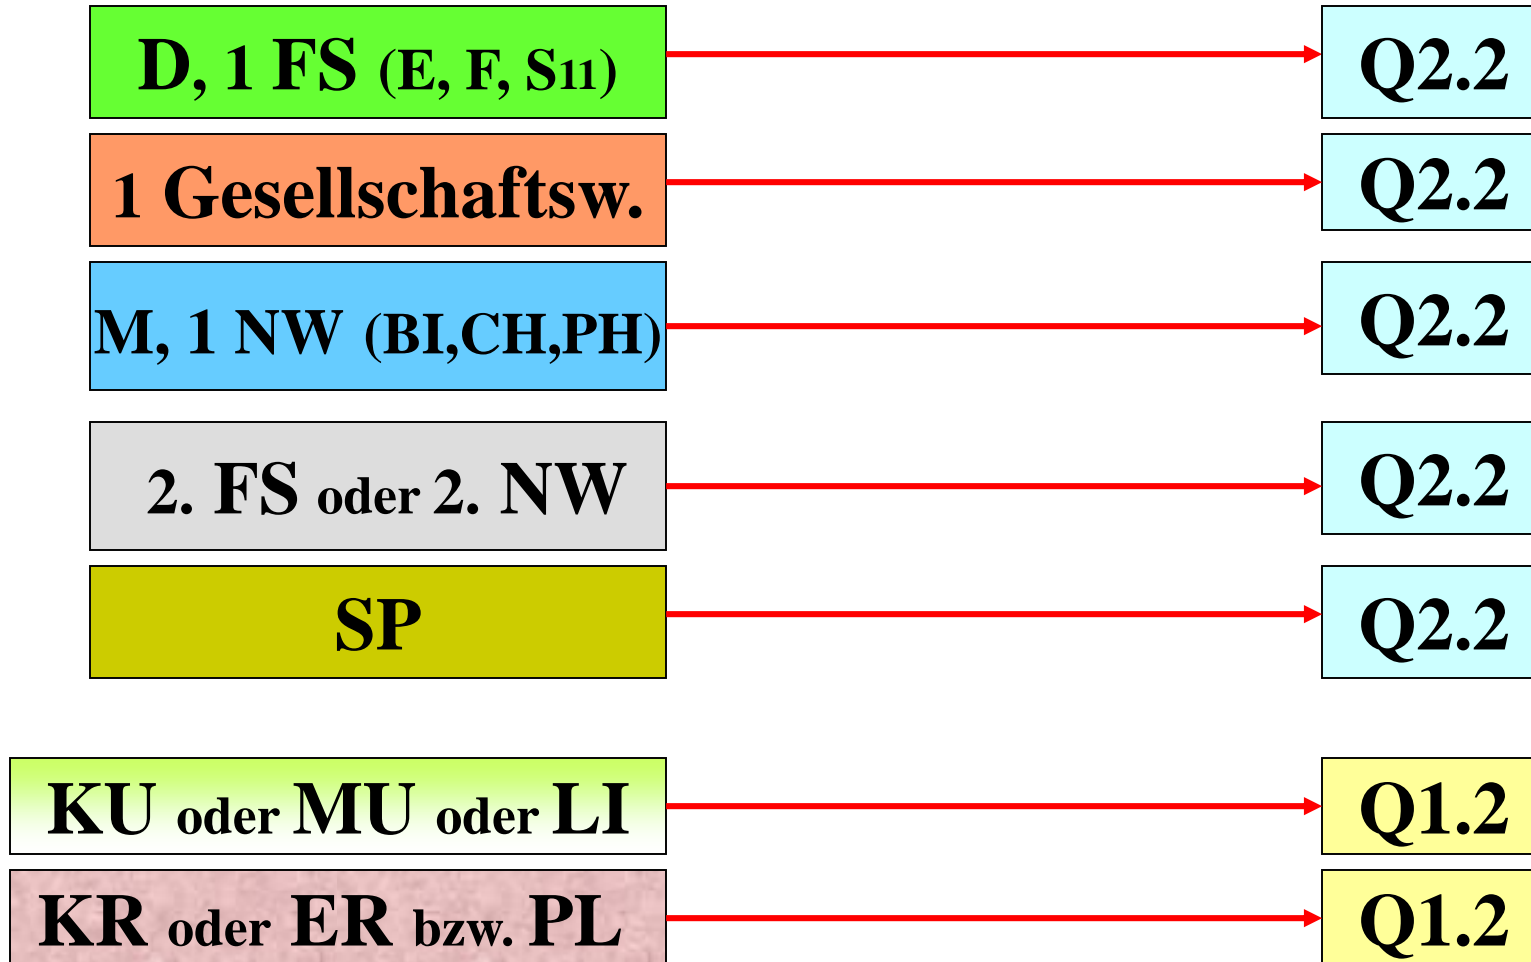 D, 1 FS (E, F, S11) Q2.2
1 Gesellschaftsw. Q2.2
M, 1 NW (BI,CH,PH) Q2.2
2. FS oder 2. NW Q2.2
SP Q2.2
KU oder MU oder LI Q1.2
KR oder ER bzw. PL Q1.2